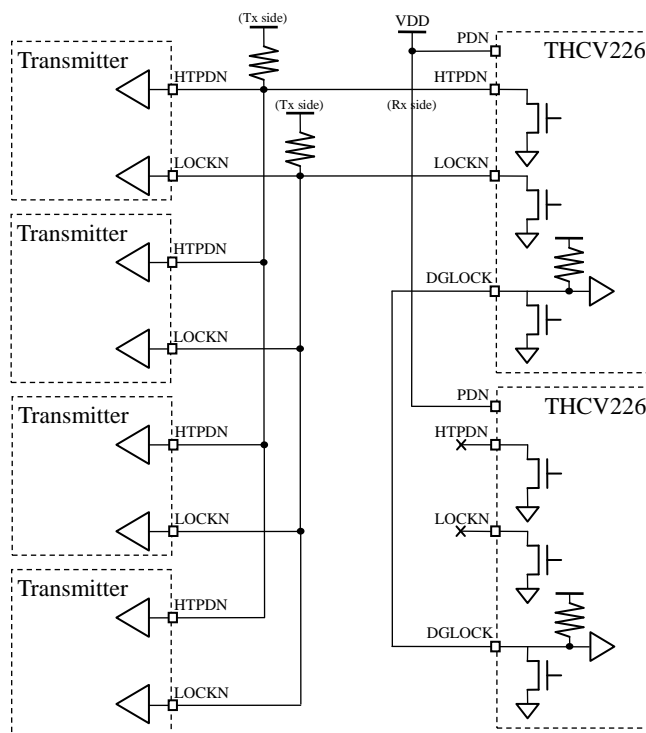 (Tx side)
VDD
PDN
Transmitter
THCV226
HTPDN
HTPDN
(Tx side)
(Rx side)
LOCKN
LOCKN
Transmitter
HTPDN
DGLOCK
LOCKN
PDN
THCV226
Transmitter
HTPDN
HTPDN
LOCKN
LOCKN
Transmitter
HTPDN
DGLOCK
LOCKN